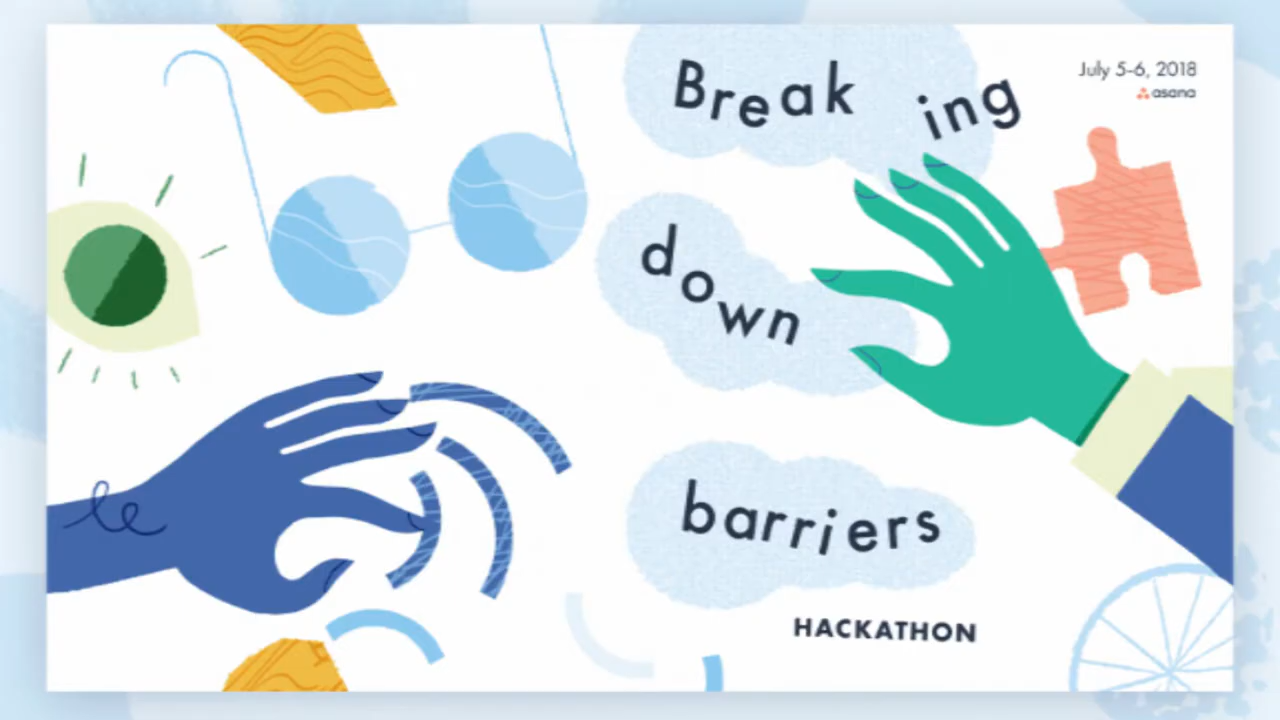 Break ing
down
barriers
HACKATHON
July 5-6, 2018
asana